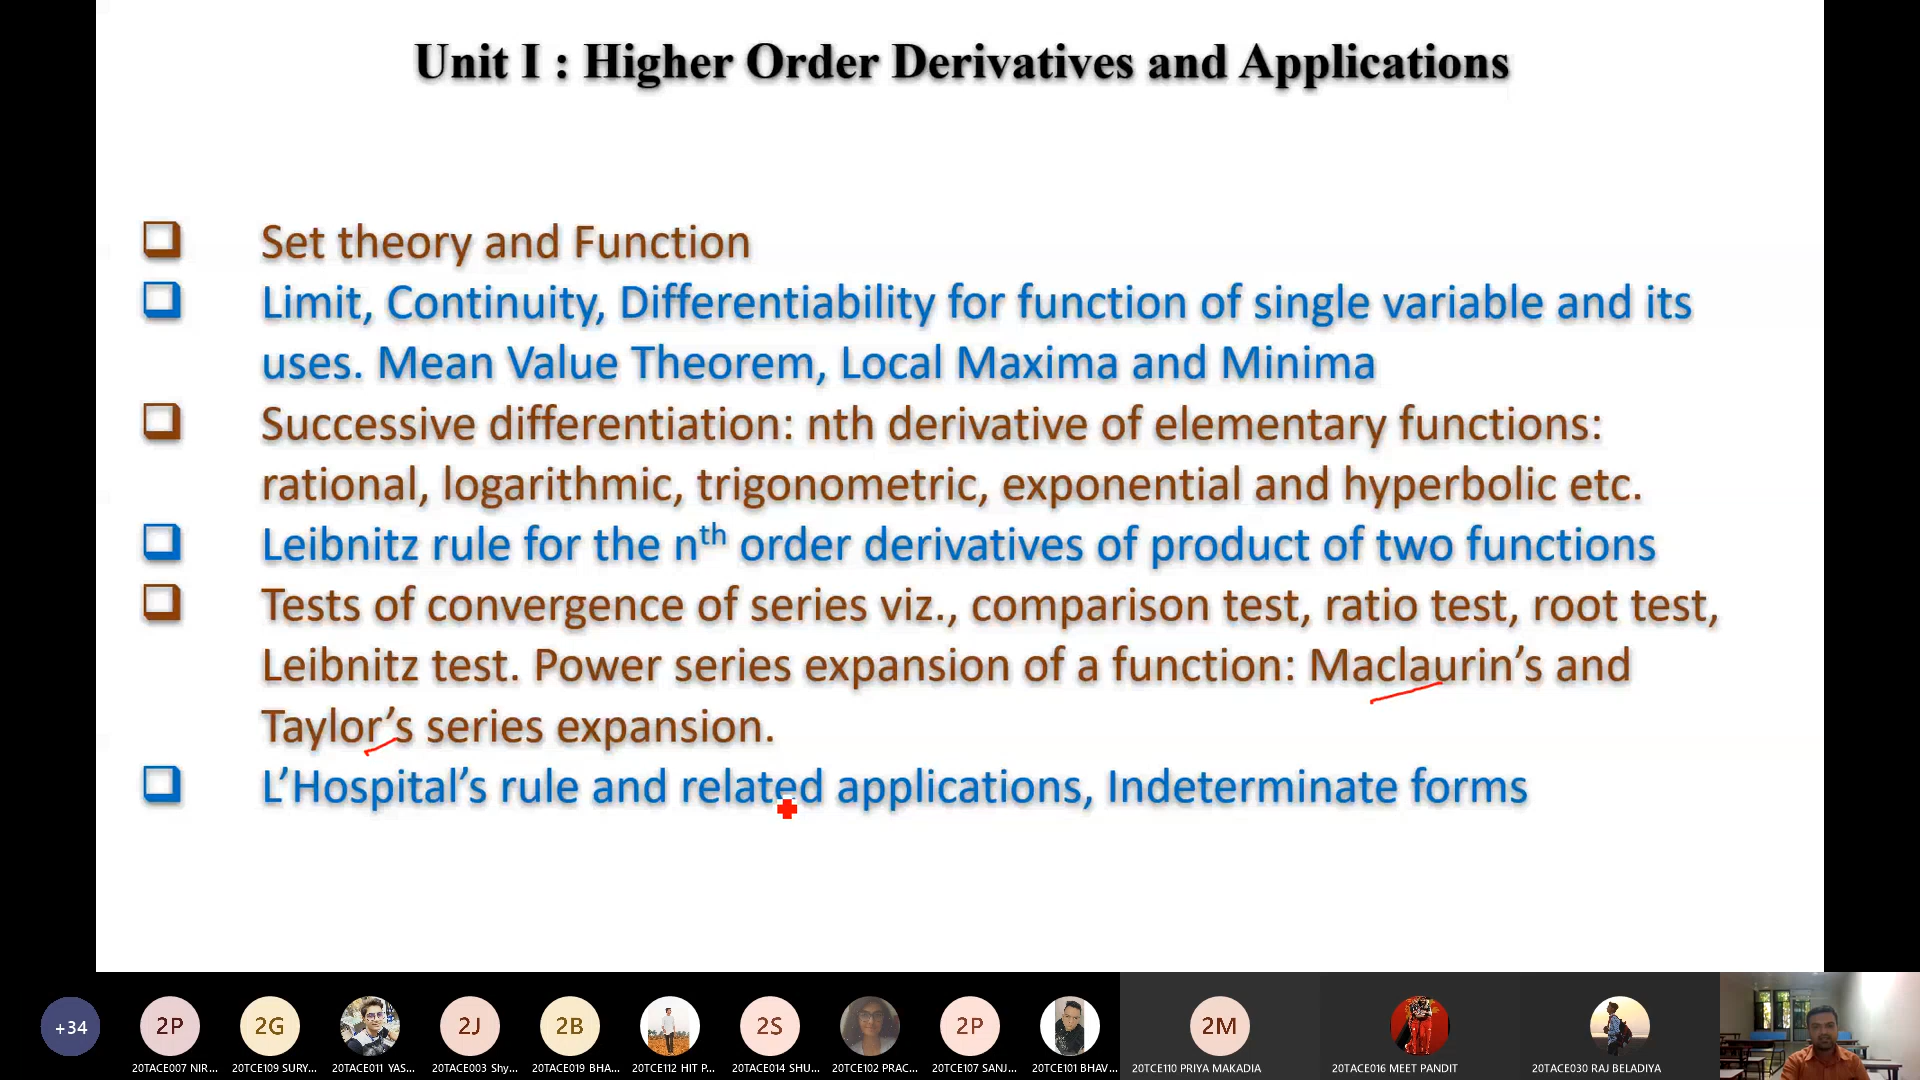 Unit I : Higher Order Derivatives and Applications
Set theory and Function
Limit, Continuity, Differentiability for function of single variable and its
uses. Mean Value Theorem, Local Maxima and Minima
Successive differentiation: nth derivative of elementary functions:
rational, logarithmic, trigonometric, exponential and hyperbolic etc.
Leibnitz rule for the nth order derivatives of product of two functions
Tests of convergence of series viz., comparison test, ratio test, root test,
Leibnitz test. Power series expansion of a function: Maclaurin’s and
Taylor’s series expansion.
L’Hospital’s rule and related applications, Indeterminate forms
+34 2P 2G 2J 2B 2S 2P 2M
20TACE007 NIR... 20TCE109 SURY... 20TACE011 YAS... 20TACE003 Shy... 20TACE019 BHA... 20TCE112 HIT P... 20TACE014 SHU... 20TCE102 PRAC... 20TCE107 SANJ... 20TCE101 BHAV... 20TCE110 PRIYA MAKADIA 20TACE016 MEET PANDIT 20TACE030 RAJ BELADIYA